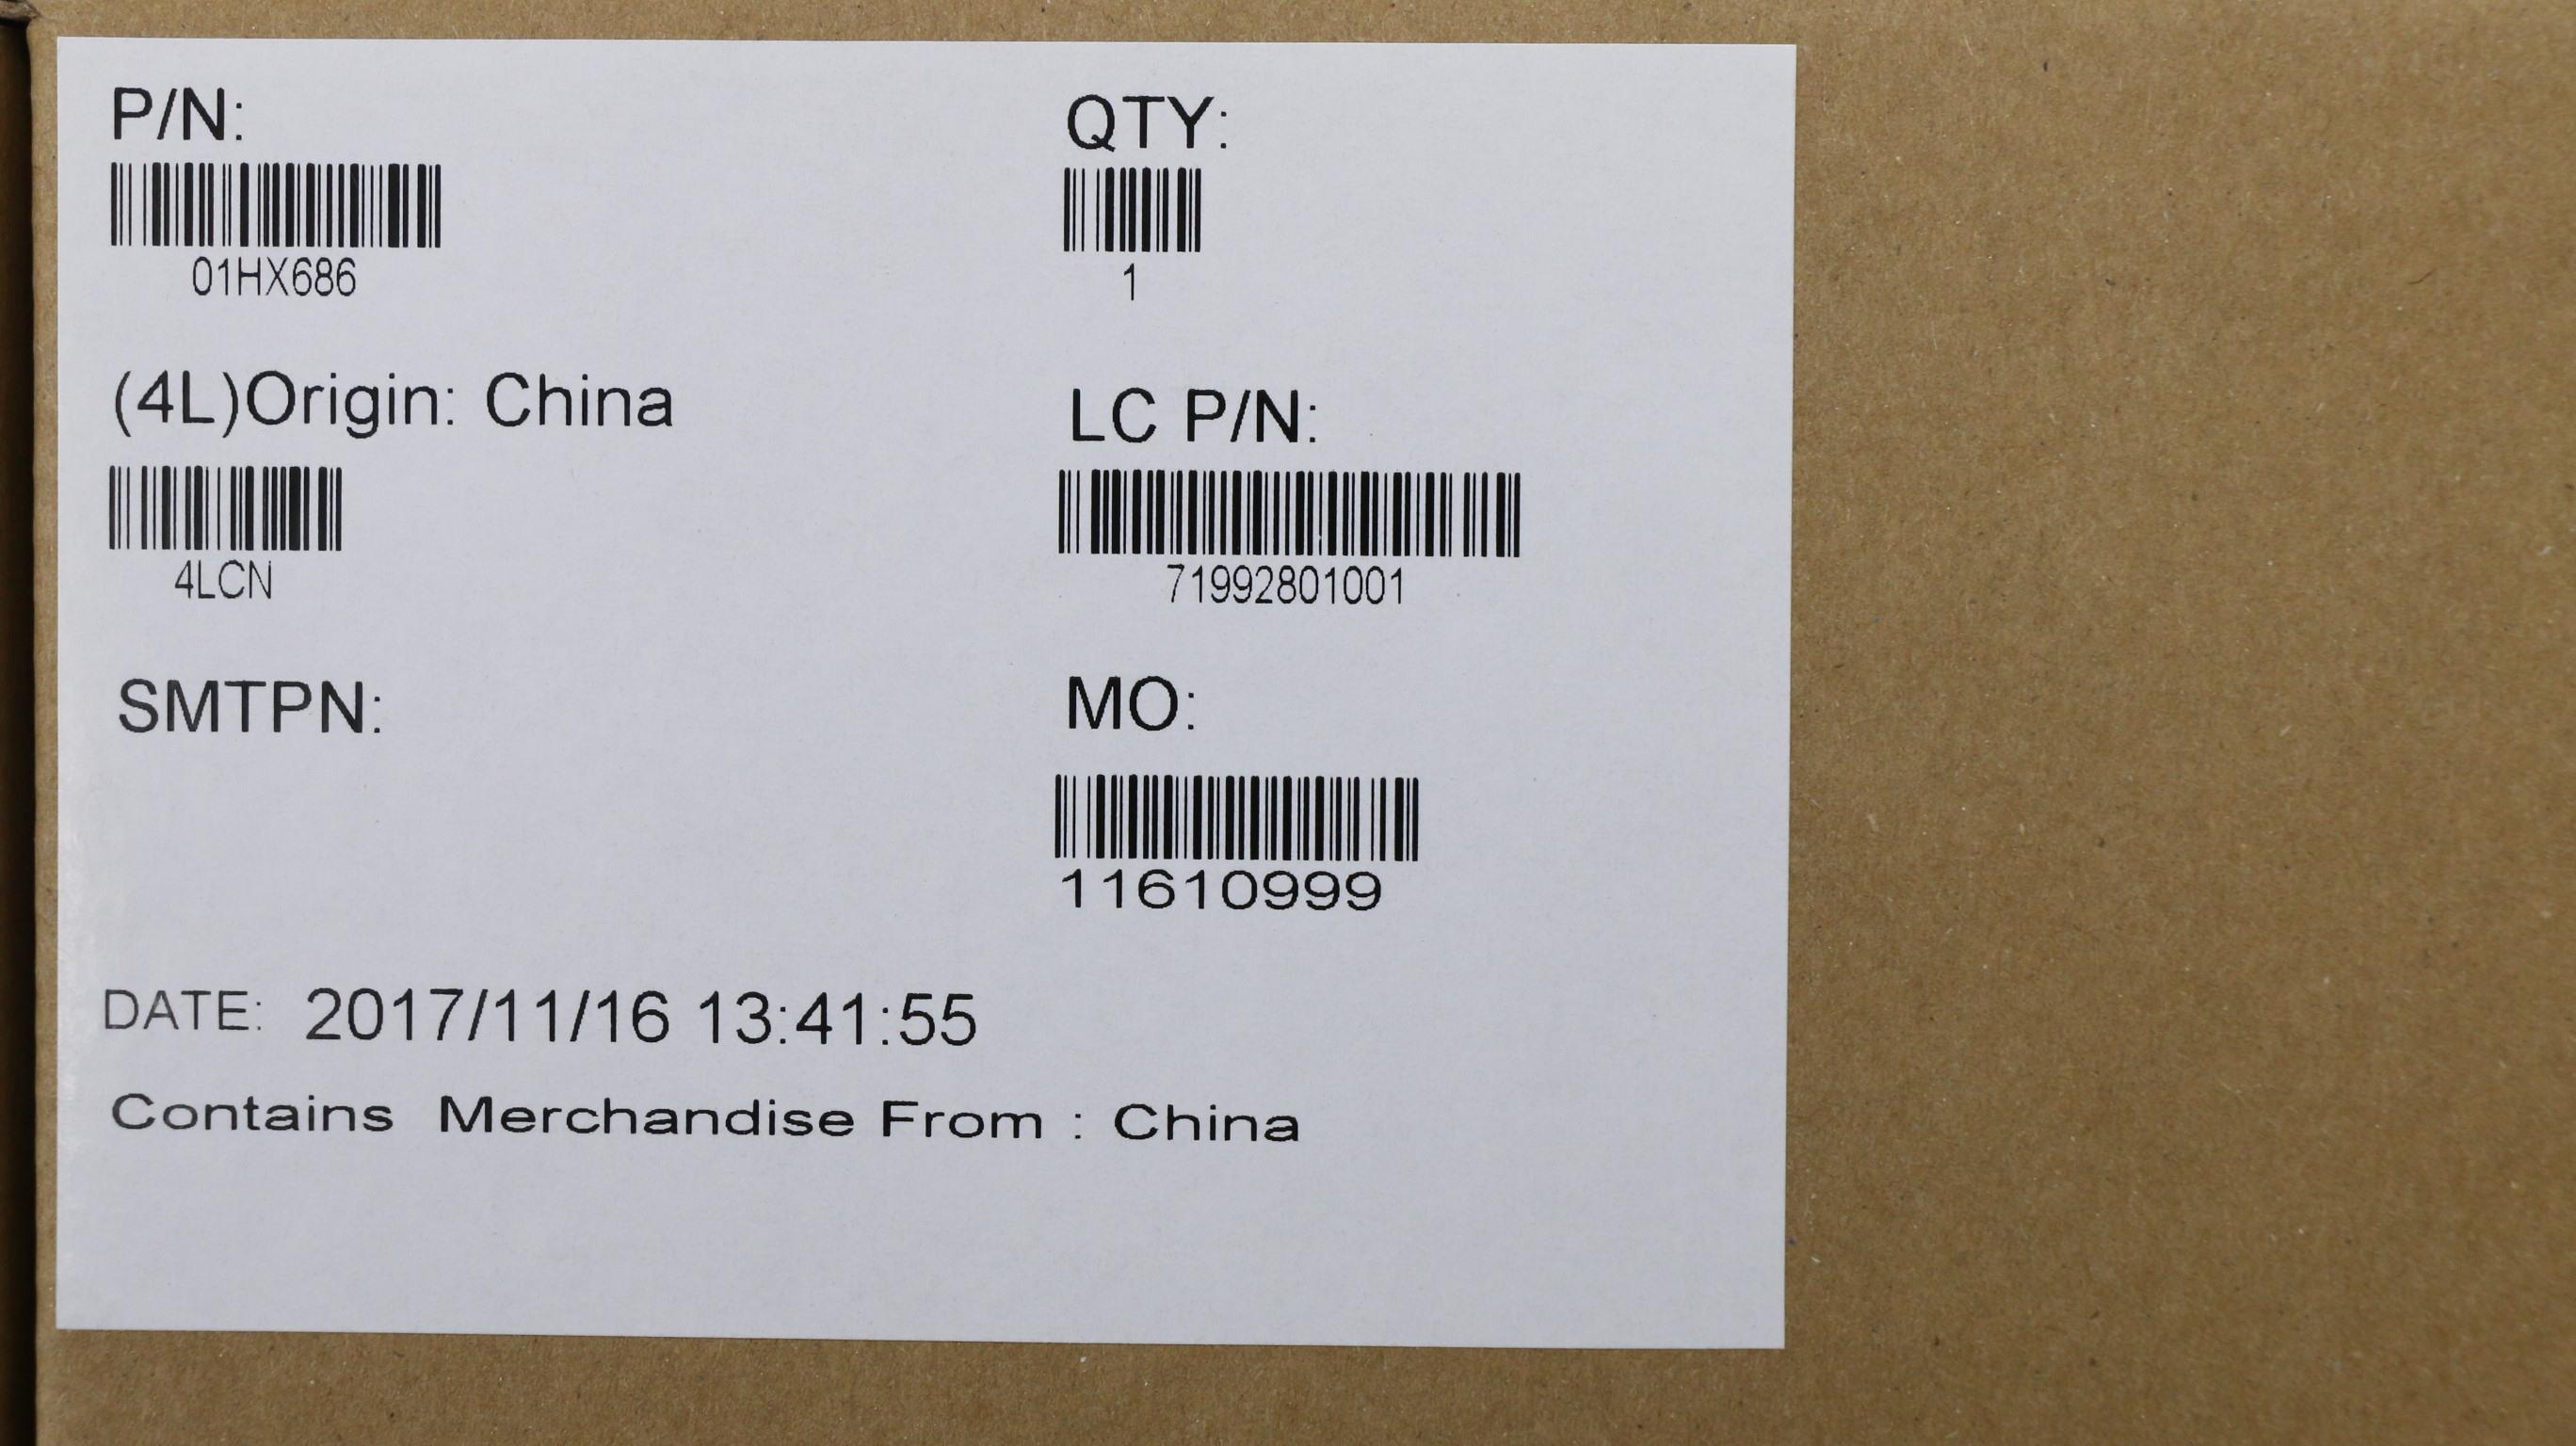 P/N:
QTY:
01HX686
1
(4L)Origin: China
LC P/N:
4LCN
71992801001
SMTPN:
MO:
11610999
DATE: 2017/11/16 13:41:55
Contains Merchandise From : China